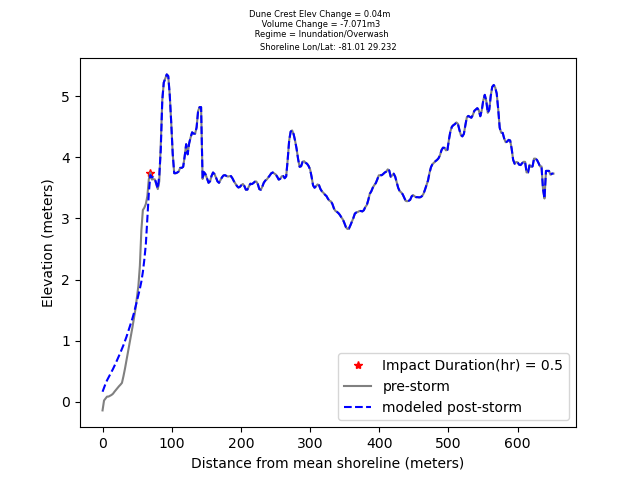 Dune Crest Elev Change = 0.04m
Volume Change = -7.071m3
Regime = Inundation/Overwash
Shoreline Lon/Lat: -81.01 29.232
Elevation (meters)
5
4
3
2
1
0
Impact Duration(hr) = 0.5
pre-storm
modeled post-storm
0 100 200 300 400 500 600
Distance from mean shoreline (meters)